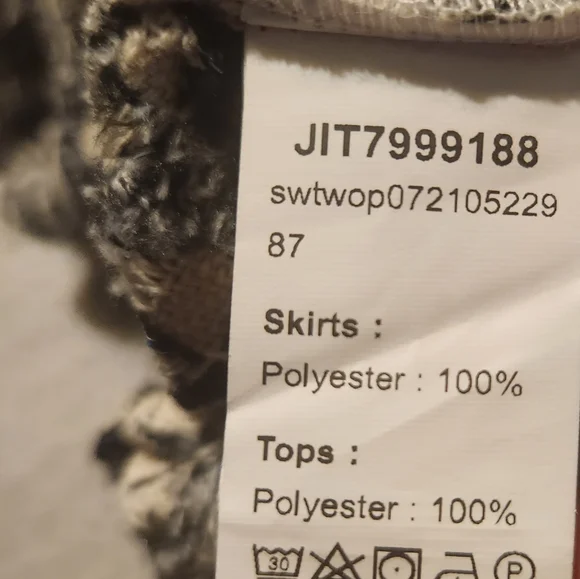 JIT7999188
swtwop072105229
87
Skirts :
Polyester : 100%
Tops :
Polyester : 100%
30 P